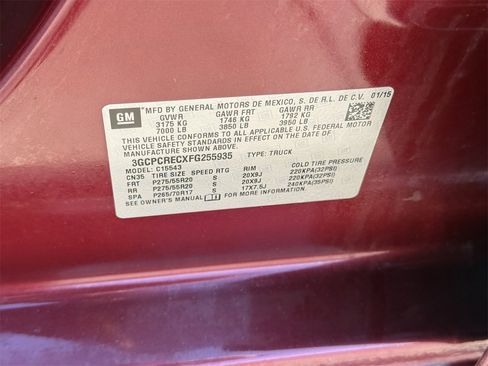 GM
MFD BY GENERAL MOTORS DE MEXICO, S. DE R.L. DE C.V. 01/15
GVWR GAWR FRT GAWR RR
3175 KG 1746 KG 1792 KG
7000 LB 3850 LB 3950 LB
THIS VEHICLE CONFORMS TO ALL APPLICABLE U.S. FEDERAL
MOTOR VEHICLE SAFETY, BUMPER, AND THEFT PREVENTION
STANDARDS IN EFFECT ON THE DATE OF
MANUFACTURE SHOWN ABOVE.
3GCPCRECXFG255935 TYPE: TRUCK
MODEL: C15543
CN35 TIRE SIZE SPEED RTG RIM COLD TIRE PRESSURE
FRT P275/55R20 S 20X9J 220KPA(32PSI)
RR P275/55R20 S 20X9J 220KPA(32PSI)
SPA P265/70R17 S 17X7.5J 240KPA(35PSI)
SEE OWNER'S MANUAL